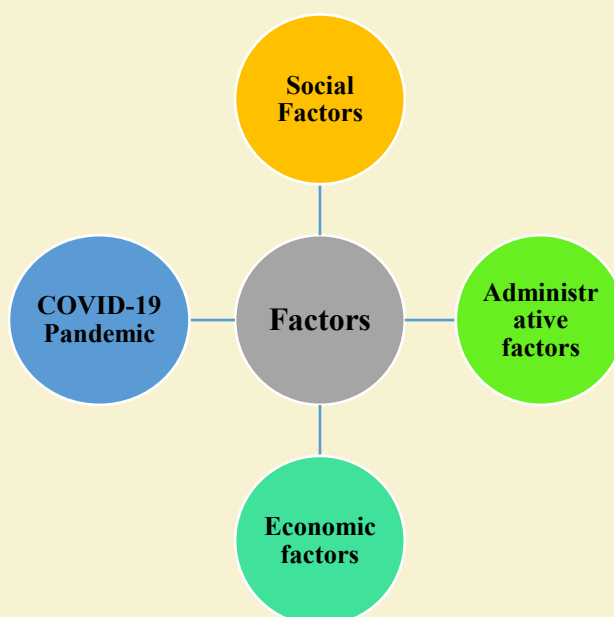 Social
Factors
COVID-19
Pandemic
Factors
Administr
ative
factors
Economic
factors